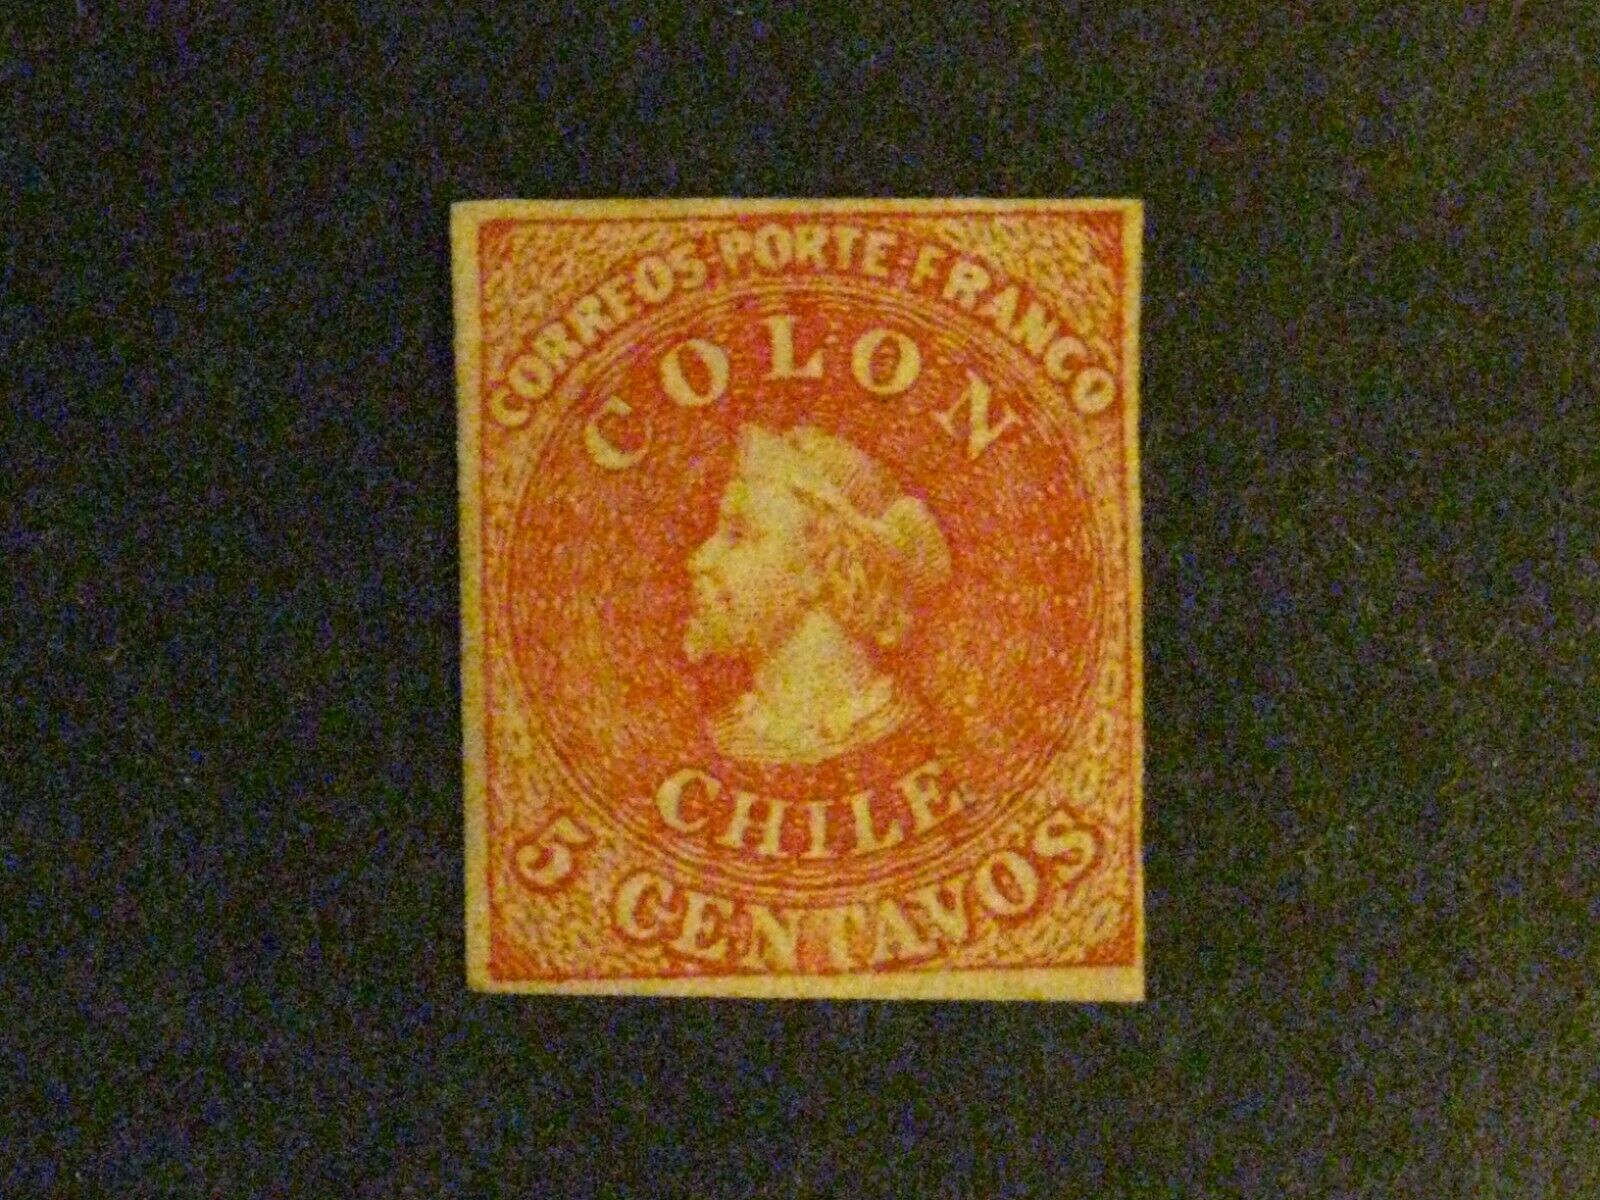 CORREOS PORTE FRANCO
COLON
CHILE
5 CENTAVOS